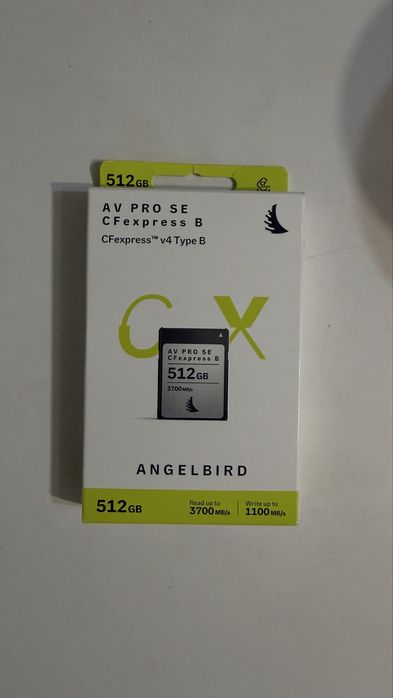 512GB
AV PRO SE
CFexpress B
CFexpress™ v4 Type B
CX
AV PRO SE
CFexpress B
512GB
3700MB/s
ANGELBIRD
512GB
Read up to
3700MB/s
Write up to
1100MB/s